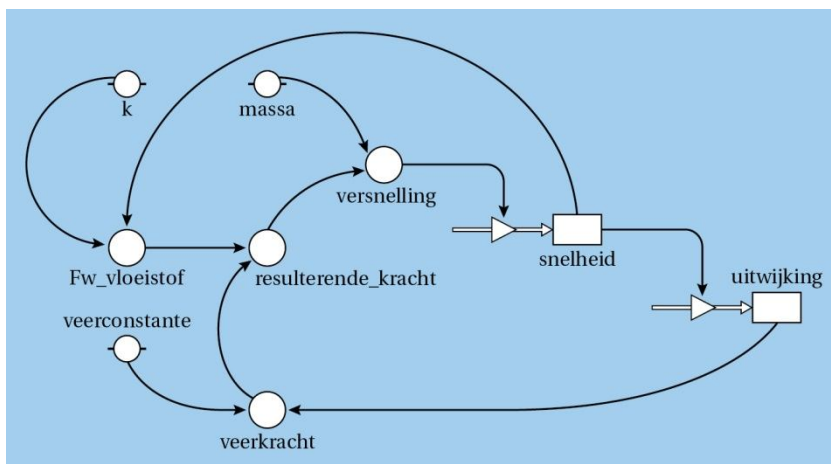 k
massa
versnelling
Fw_vloeistof
resulterende_kracht
snelheid
uitwijking
veerconstante
veerkracht